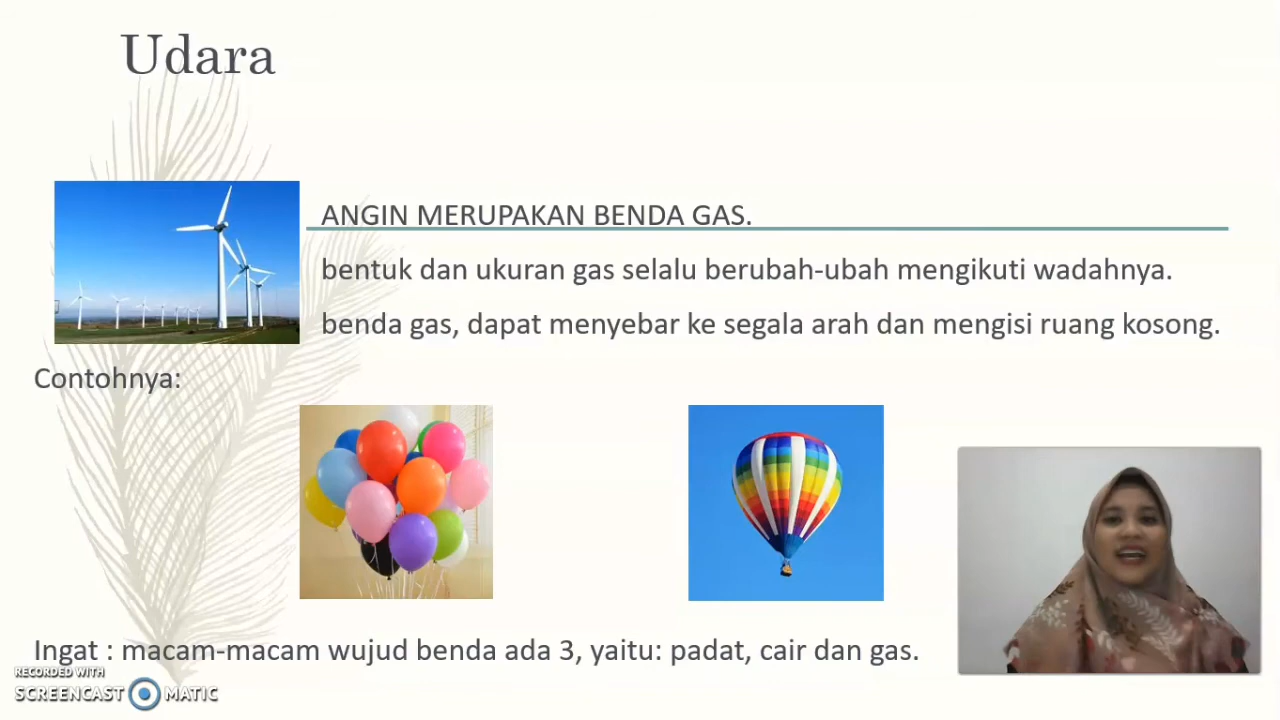 Udara
ANGIN MERUPAKAN BENDA GAS.
bentuk dan ukuran gas selalu berubah-ubah mengikuti wadahnya.
benda gas, dapat menyebar ke segala arah dan mengisi ruang kosong.
Contohnya:
Ingat : macam-macam wujud benda ada 3, yaitu: padat, cair dan gas.
RECORDED WITH
SCREENCAST MATIC